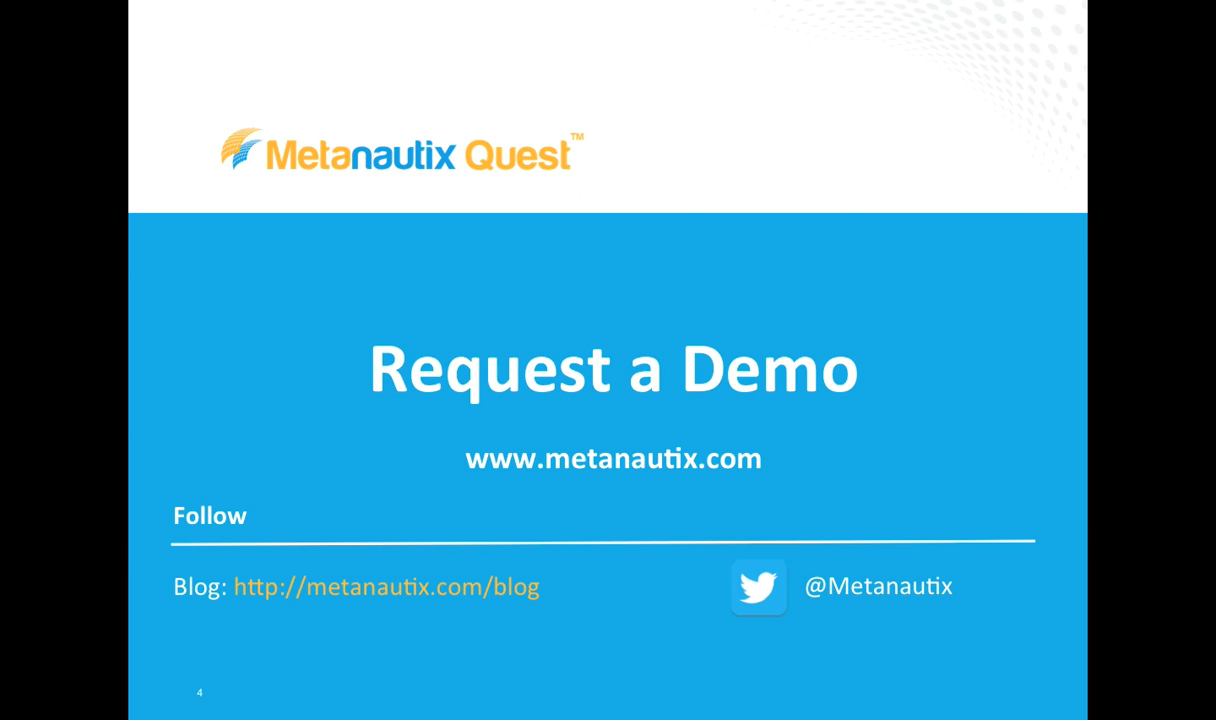 Metanautix Quest™
Request a Demo
www.metanautix.com
Follow
Blog: http://metanautix.com/blog
@Metanautix
4